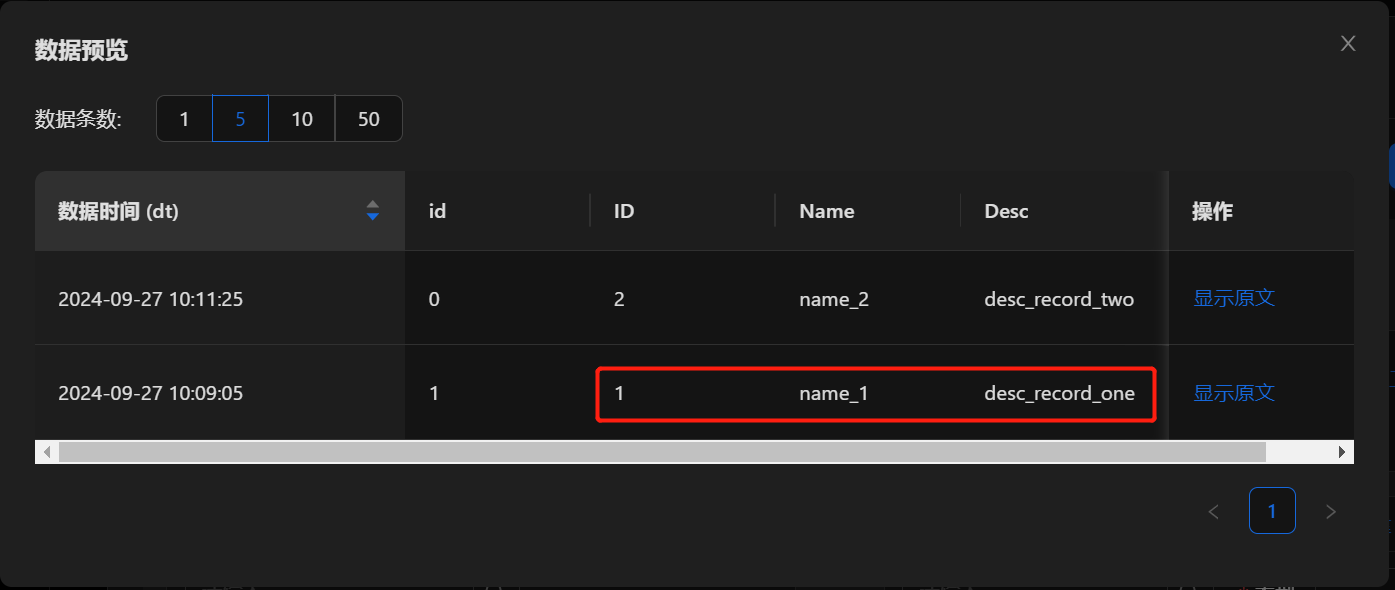 数据预览
数据条数: 1 5 10 50
数据时间 (dt) id ID Name Desc 操作
2024-09-27 10:11:25 0 2 name_2 desc_record_two 显示原文
2024-09-27 10:09:05 1 1 name_1 desc_record_one 显示原文
1